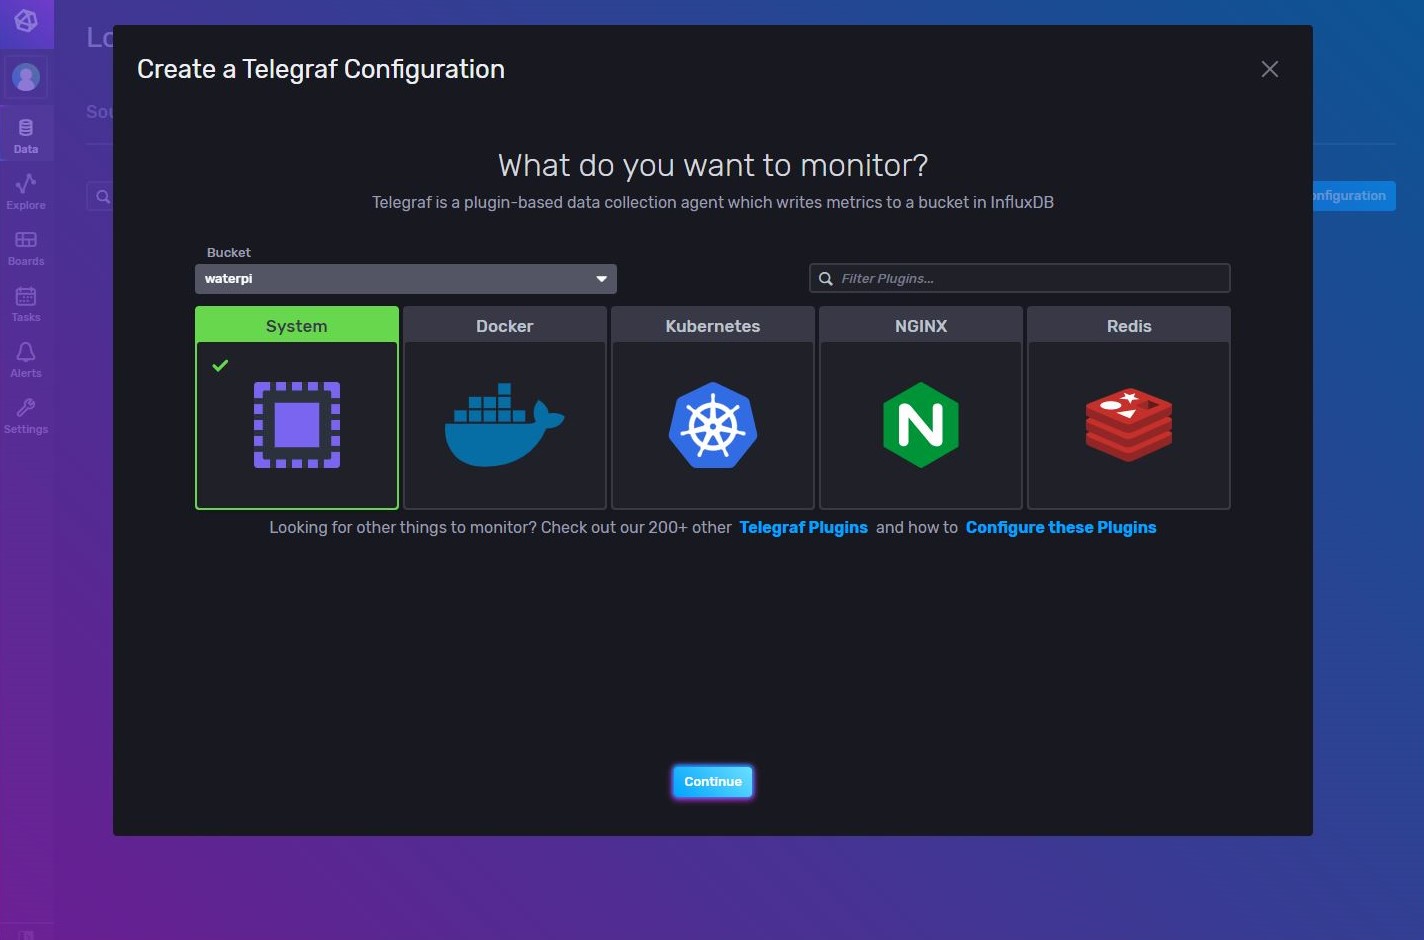 Lo
Create a Telegraf Configuration
Sou
Data
Explore
Boards
Tasks
Alerts
Settings
onfiguration
What do you want to monitor?
Telegraf is a plugin-based data collection agent which writes metrics to a bucket in InfluxDB
Bucket
waterpi
Filter Plugins...
System
Docker
Kubernetes
NGINX
Redis
Looking for other things to monitor? Check out our 200+ other Telegraf Plugins and how to Configure these Plugins
Continue